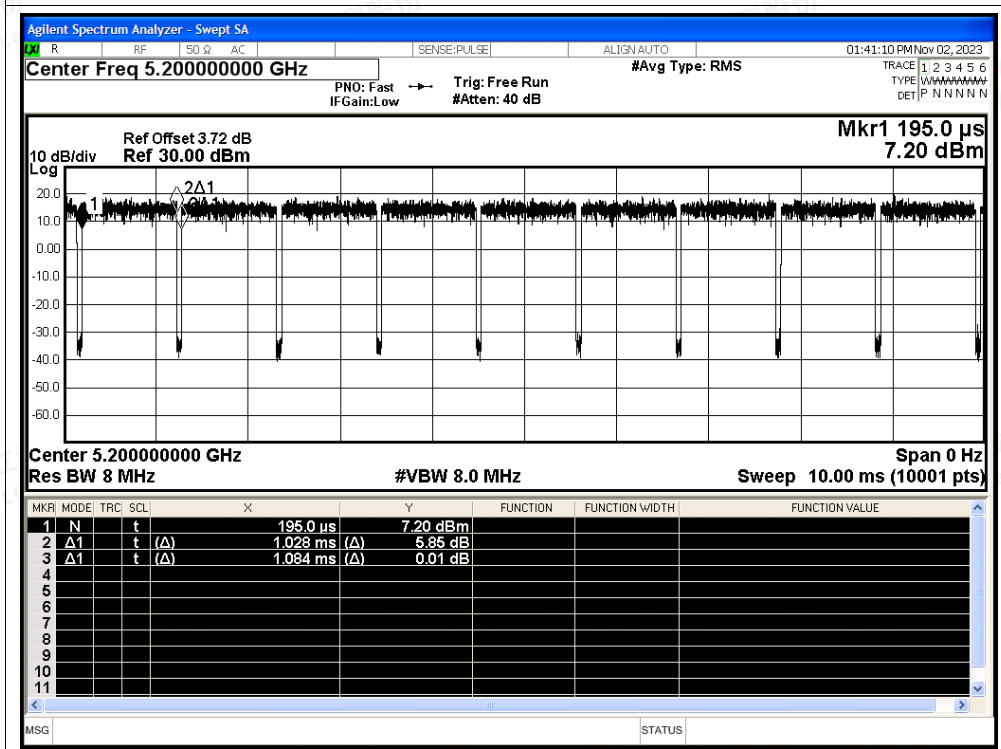 Agilent Spectrum Analyzer - Swept SA
LXI R RF 50 Ω AC SENSE:PULSE ALIGN AUTO 01:41:10 PM Nov 02, 2023
Center Freq 5.200000000 GHz #Avg Type: RMS TRACE 1 2 3 4 5 6
PNO: Fast Trig: Free Run TYPE WWWWWW
IFGain:Low #Atten: 40 dB DET P N N N N N
Mkr1 195.0 µs
Ref Offset 3.72 dB
10 dB/div Ref 30.00 dBm 7.20 dBm
Log
20.0
2Δ1
1
10.0
0.00
-10.0
-20.0
-30.0
-40.0
-50.0
-60.0
Center 5.200000000 GHz Span 0 Hz
Res BW 8 MHz #VBW 8.0 MHz Sweep 10.00 ms (10001 pts)
MKR MODE TRC SCL X Y FUNCTION FUNCTION WIDTH FUNCTION VALUE
1 N t 195.0 µs 7.20 dBm
2 Δ1 t (Δ) 1.028 ms (Δ) 5.85 dB
3 Δ1 t (Δ) 1.084 ms (Δ) 0.01 dB
4
5
6
7
8
9
10
11
MSG STATUS